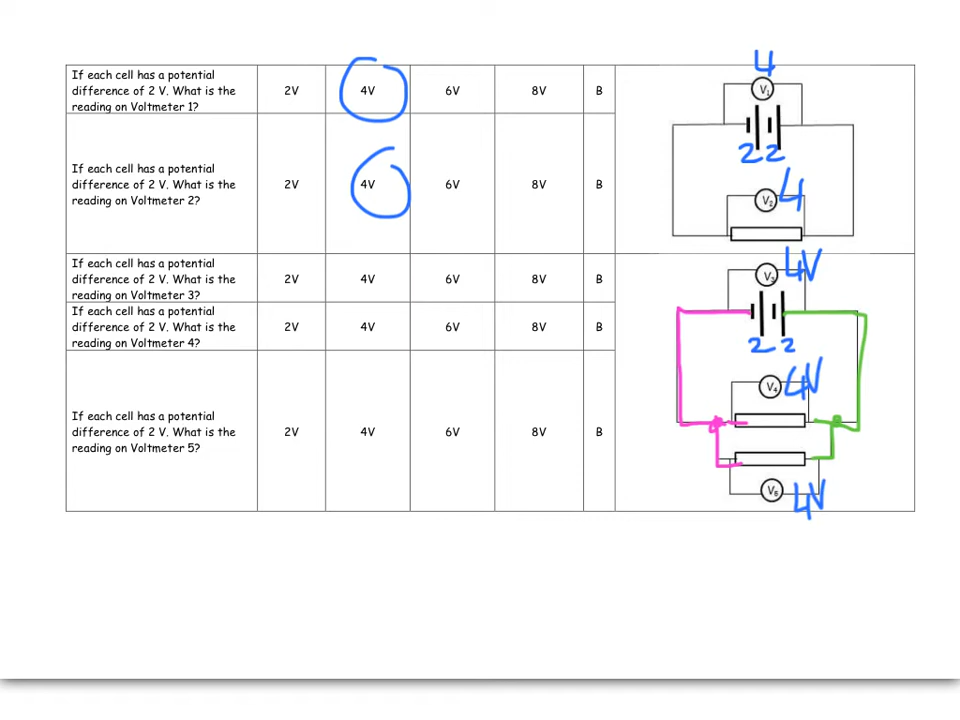 If each cell has a potential
difference of 2 V. What is the
reading on Voltmeter 1?
2V
4V
6V
8V
B
4
V₁
2 2
If each cell has a potential
difference of 2 V. What is the
reading on Voltmeter 2?
2V
4V
6V
8V
B
V₂
4
If each cell has a potential
difference of 2 V. What is the
reading on Voltmeter 3?
2V
4V
6V
8V
B
V₃
4V
2 2
If each cell has a potential
difference of 2 V. What is the
reading on Voltmeter 4?
2V
4V
6V
8V
B
V₄
4V
If each cell has a potential
difference of 2 V. What is the
reading on Voltmeter 5?
2V
4V
6V
8V
B
V₅
4V